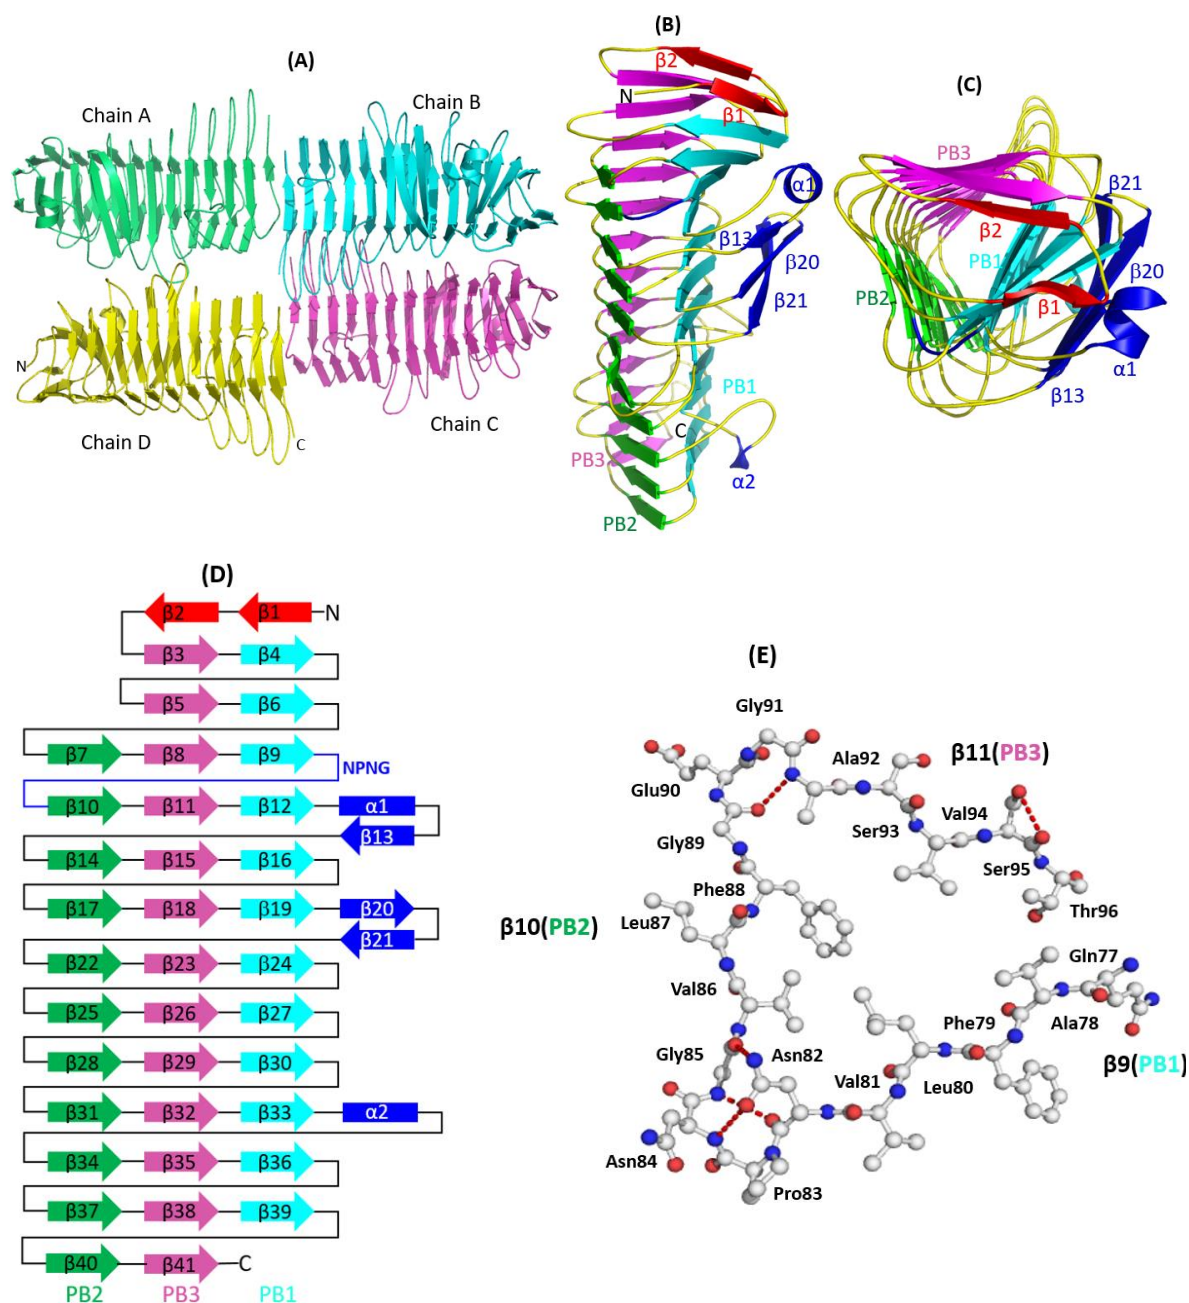 (A)
Chain A
Chain B
N
Chain D
C
Chain C
(B)
β2
N
β1
α1
β13
β20
β21
PB1
C
PB3
α2
PB2
(C)
PB3
β21
β2
PB1
β20
PB2
β1
α1
β13
(D)
β2 β1 N
β3 β4
β5 β6
β7 β8 β9
NPNG
β10 β11 β12 α1
β13
β14 β15 β16
β17 β18 β19 β20
β21
β22 β23 β24
β25 β26 β27
β28 β29 β30
β31 β32 β33 α2
β34 β35 β36
β37 β38 β39
β40 β41 C
PB2 PB3 PB1
(E)
Gly91
Ala92
β11(PB3)
Glu90
Ser93
Val94
Gly89
Ser95
Phe88
Thr96
Leu87
β10(PB2)
Gln77
Val86
Phe79
Ala78
Gly85
Asn82
β9(PB1)
Val81
Leu80
Asn84
Pro83